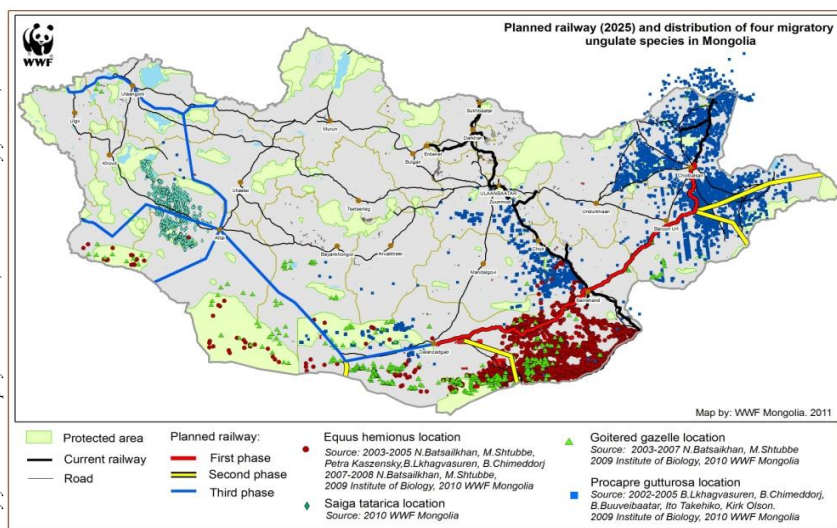 Planned railway (2025) and distribution of four migratory
ungulate species in Mongolia
WWF
Ulaangom
Ulgii
Khovd
Uliastai
Altai
Murun
Bulgan
Erdenet
Sukhbaatar
Darkhan
Tsetserleg
ULAANBAATAR
Zuunmod
Undurkhaan
Choibalsan
Baruun Urt
Bayankhongor
Arvaikheer
Mandalgovi
Choir
Sainshand
Dalanzadgad
Map by: WWF Mongolia. 2011
Protected area
Current railway
Road
Planned railway:
First phase
Second phase
Third phase
Equus hemionus location
Source: 2003-2005 N.Batsaikhan, M.Shtubbe,
Petra Kaszensky,B.Lkhagvasuren, B.Chimeddorj
2007-2008 N.Batsaikhan, M.Shtubbe,
2009 Institute of Biology, 2010 WWF Mongolia
Saiga tatarica location
Source: 2010 WWF Mongolia
Goitered gazelle location
Source: 2003-2007 N.Batsaikhan, M.Shtubbe
2009 Institute of Biology, 2010 WWF Mongolia
Procapre gutturosa location
Source: 2002-2005 B.Lkhagvasuren, B.Chimeddorj,
B.Buuveibaatar, Ito Takehiko, Kirk Olson.
2009 Institute of Biology, 2010 WWF Mongolia